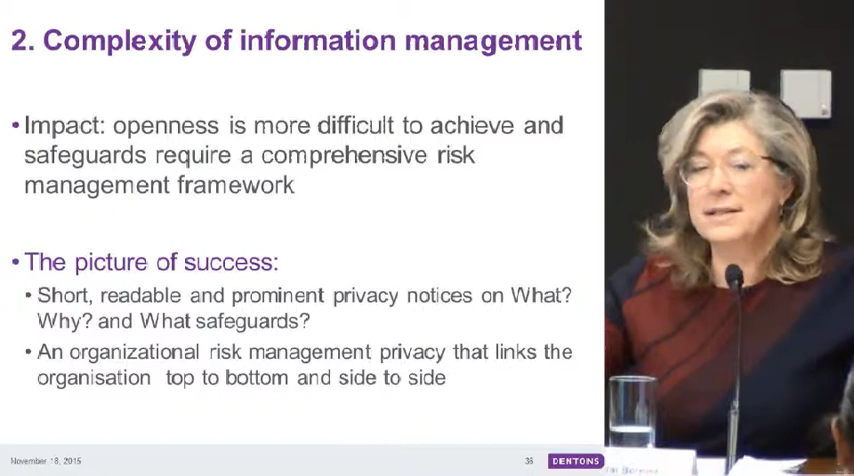 2. Complexity of information management
• Impact: openness is more difficult to achieve and
safeguards require a comprehensive risk
management framework
• The picture of success:
• Short, readable and prominent privacy notices on What?
Why? and What safeguards?
• An organizational risk management privacy that links the
organisation top to bottom and side to side
November 18, 2015
36
DENTONS